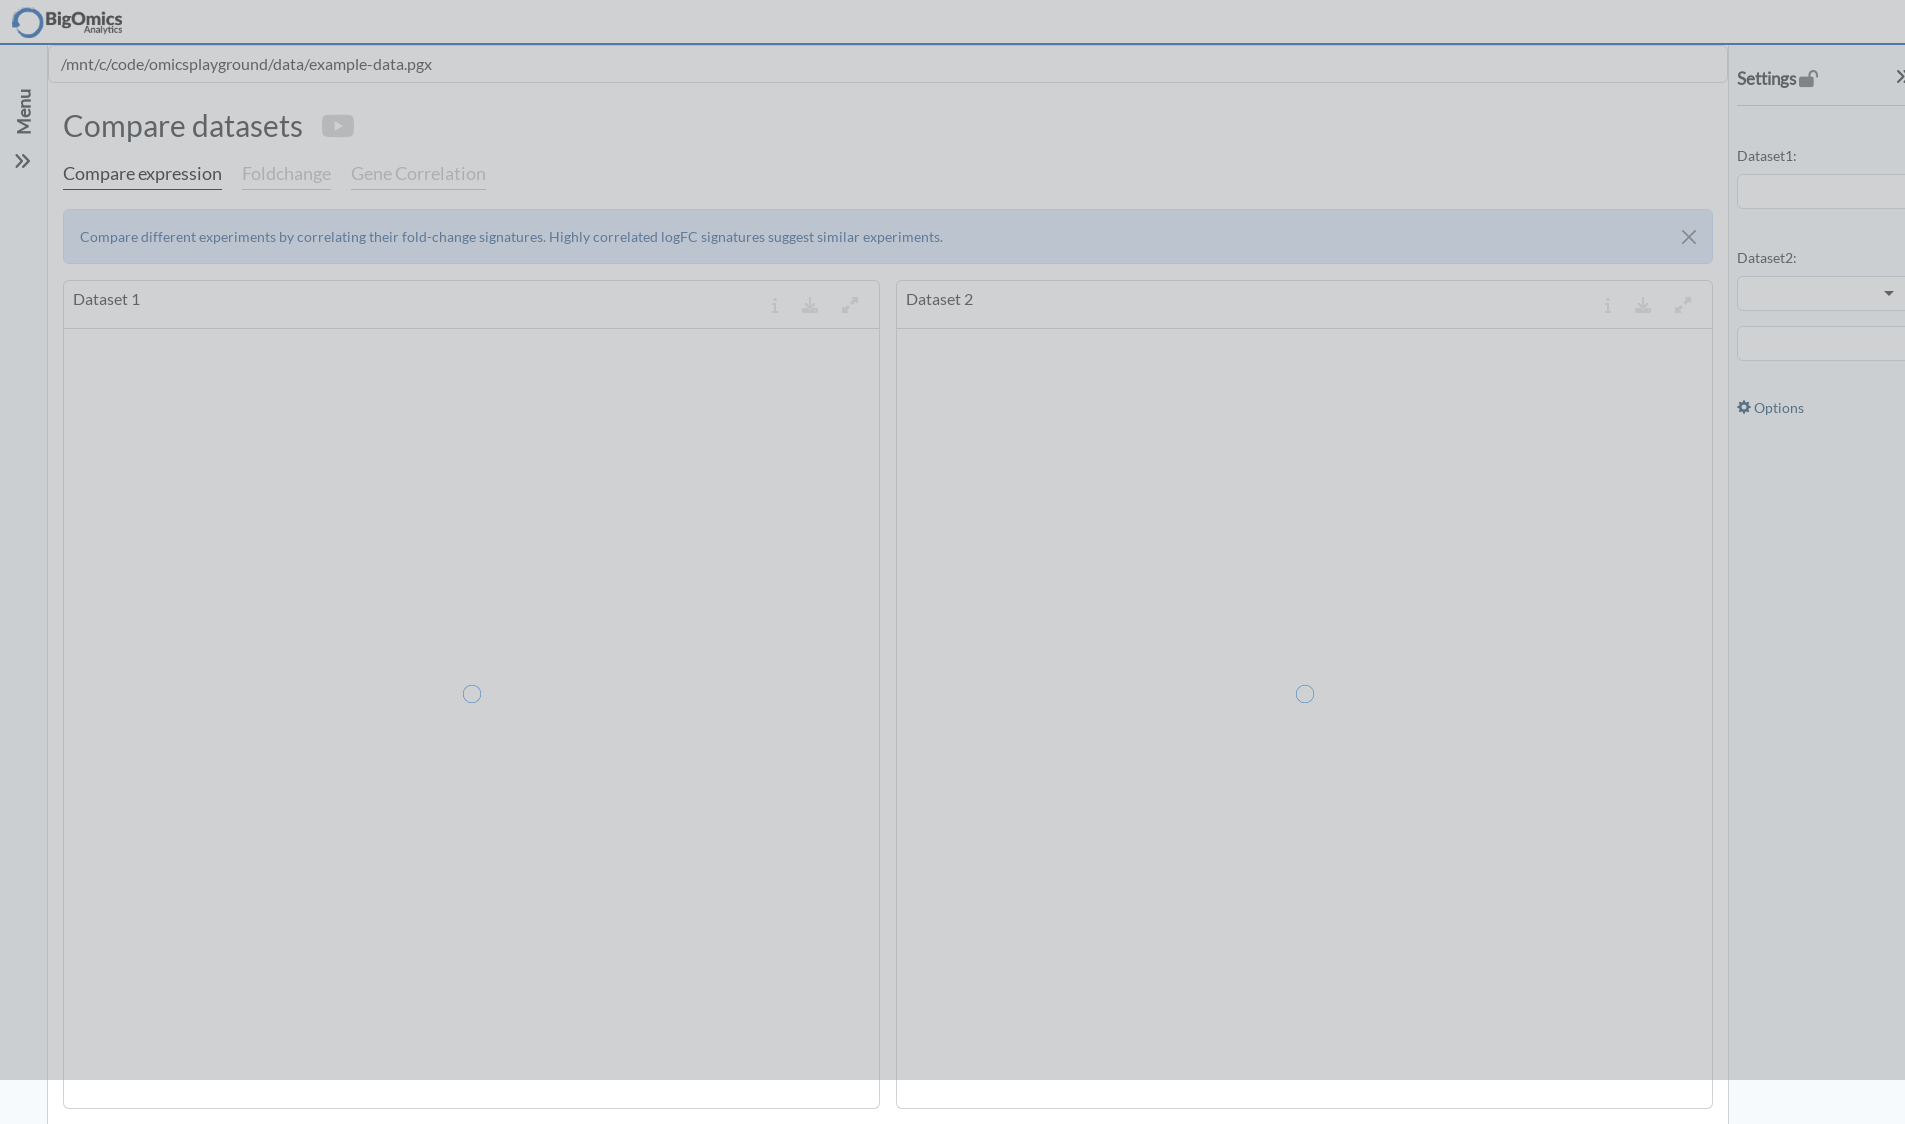 BigOmics
Analytics
/mnt/c/code/omicsplayground/data/example-data.pgx
Menu
Settings
Compare datasets
Compare expression Foldchange Gene Correlation
Compare different experiments by correlating their fold-change signatures. Highly correlated logFC signatures suggest similar experiments.
Dataset 1
Dataset 2
Dataset1:
Dataset2:
Options